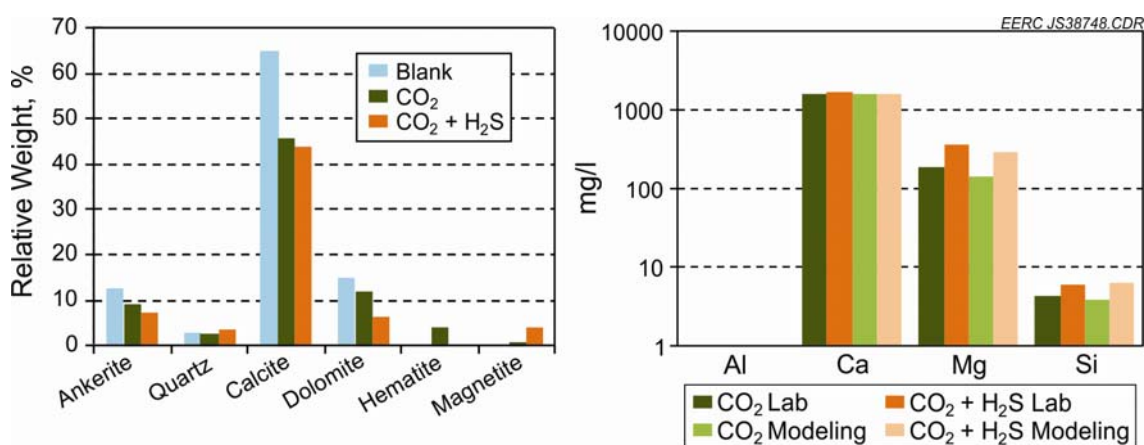 EERC JS38748.CDR
Relative Weight, %
70
60
50
40
30
20
10
0
Blank
CO₂
CO₂ + H₂S
Ankerite
Quartz
Calcite
Dolomite
Hematite
Magnetite
mg/l
10000
1000
100
10
1
Al Ca Mg Si
CO₂ Lab CO₂ + H₂S Lab
CO₂ Modeling CO₂ + H₂S Modeling